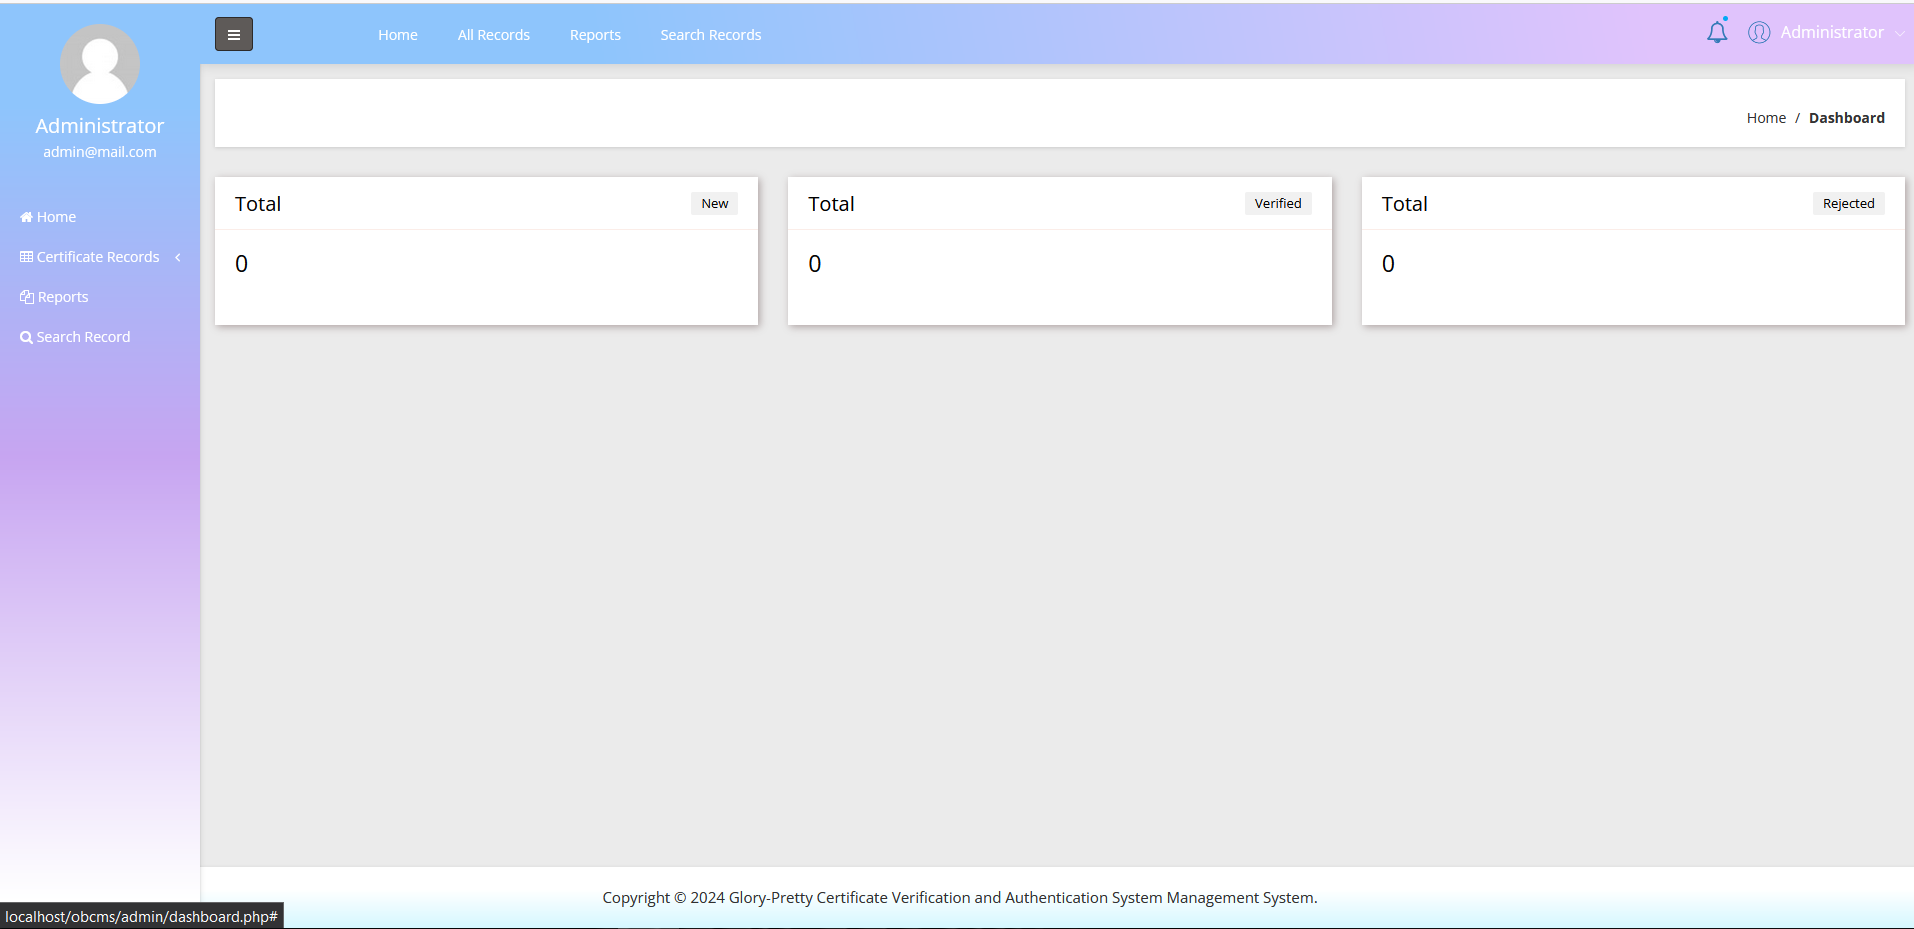 Home All Records Reports Search Records Administrator
Administrator
admin@mail.com
Home
Certificate Records
Reports
Search Record
Home / Dashboard
Total New
0
Total Verified
0
Total Rejected
0
Copyright © 2024 Glory-Pretty Certificate Verification and Authentication System Management System.
localhost/obcms/admin/dashboard.php#